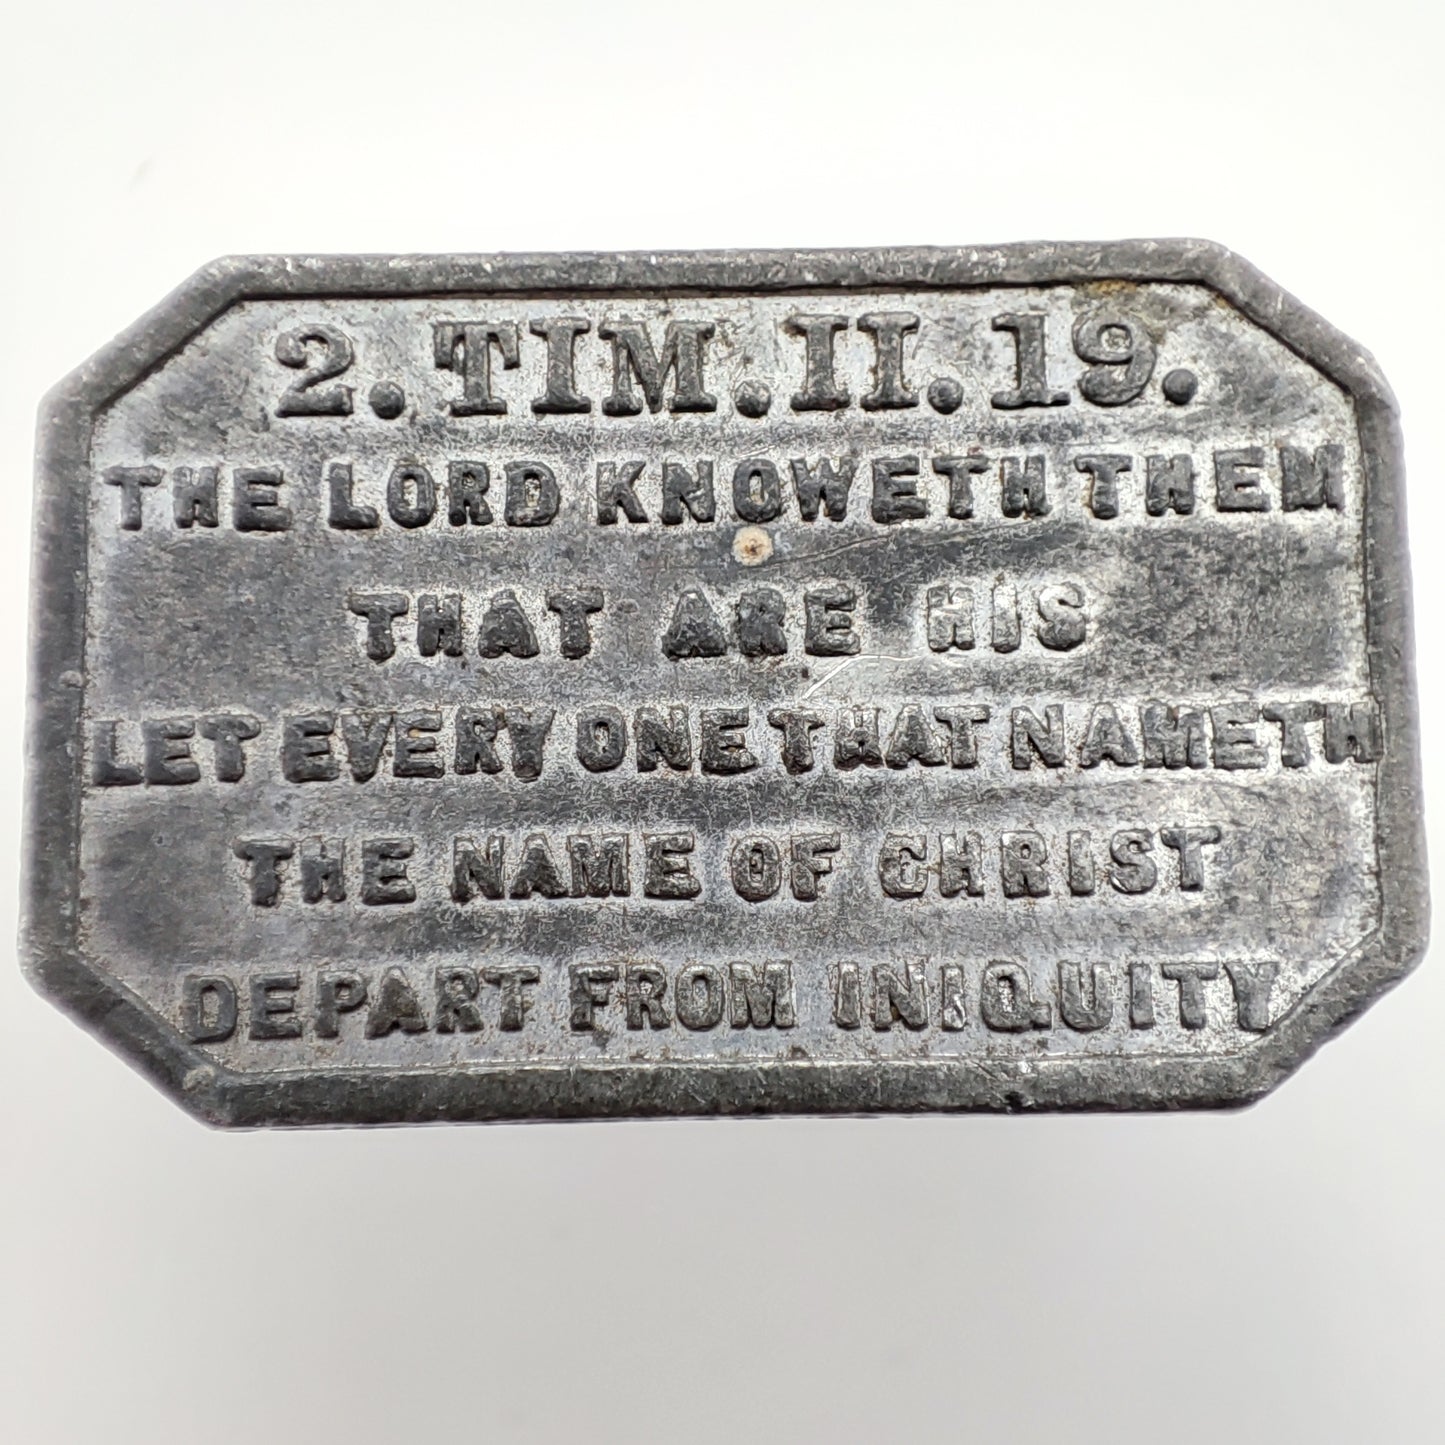 2. TIM. II. 19.
THE LORD KNOWETH THEM
THAT ARE HIS
LET EVERY ONE THAT NAMETH
THE NAME OF CHRIST
DEPART FROM INIQUITY